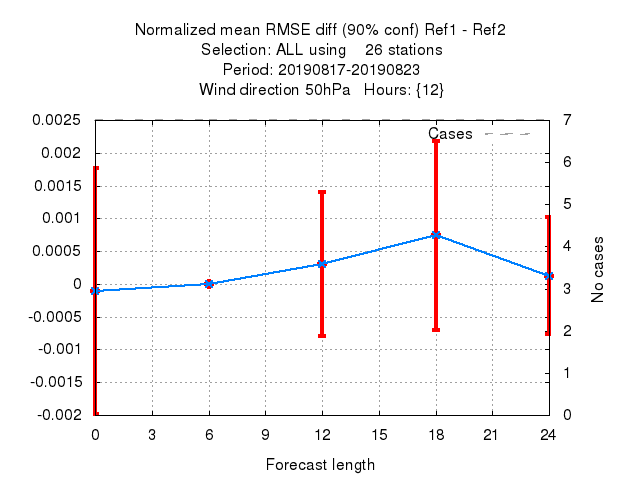 Normalized mean RMSE diff (90% conf) Ref1 - Ref2
Selection: ALL using    26 stations
Period: 20190817-20190823
Wind direction 50hPa   Hours: {12}
Cases
0.0025
0.002
0.0015
0.001
0.0005
0
-0.0005
-0.001
-0.0015
-0.002
7
6
5
4
3
2
1
0
No cases
0 3 6 9 12 15 18 21 24
Forecast length